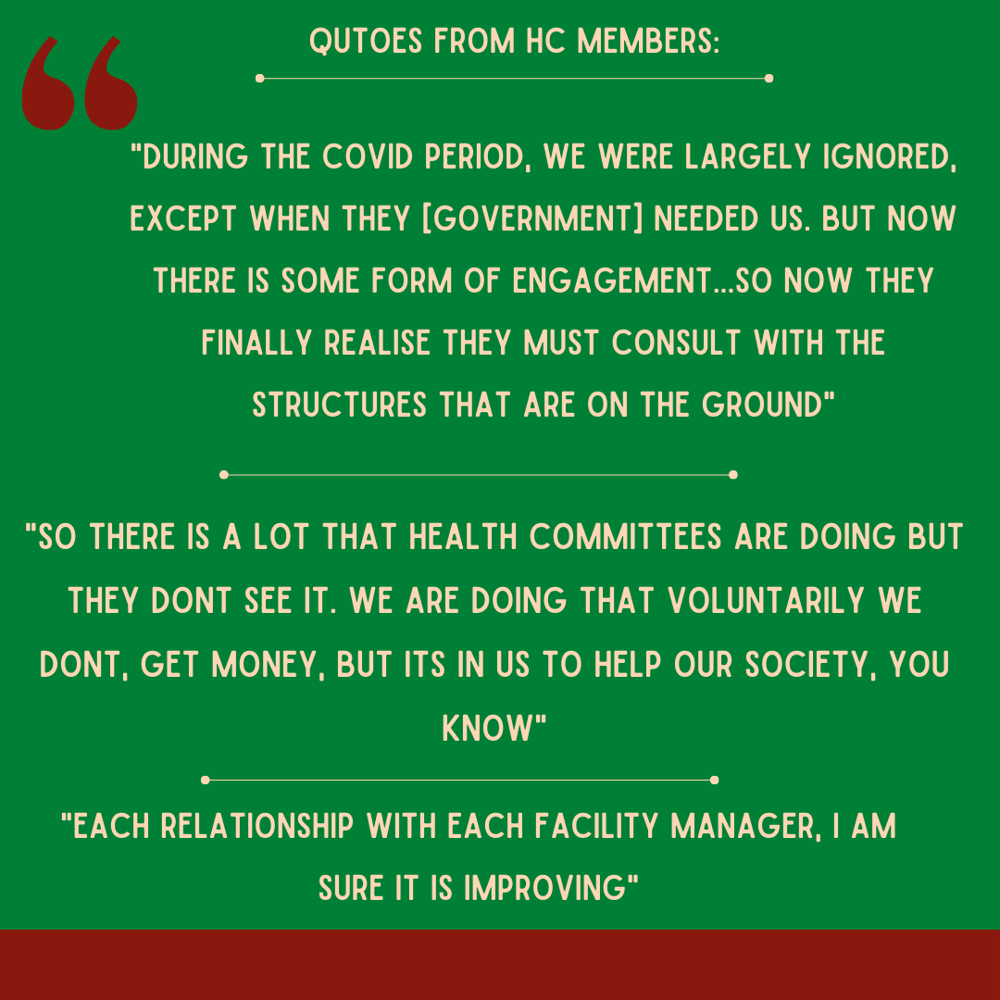 QUTOES FROM HC MEMBERS:
"DURING THE COVID PERIOD, WE WERE LARGELY IGNORED,
EXCEPT WHEN THEY [GOVERNMENT] NEEDED US. BUT NOW
THERE IS SOME FORM OF ENGAGEMENT...SO NOW THEY
FINALLY REALISE THEY MUST CONSULT WITH THE
STRUCTURES THAT ARE ON THE GROUND"
"SO THERE IS A LOT THAT HEALTH COMMITTEES ARE DOING BUT
THEY DONT SEE IT. WE ARE DOING THAT VOLUNTARILY WE
DONT, GET MONEY, BUT ITS IN US TO HELP OUR SOCIETY, YOU
KNOW"
"EACH RELATIONSHIP WITH EACH FACILITY MANAGER, I AM
SURE IT IS IMPROVING"